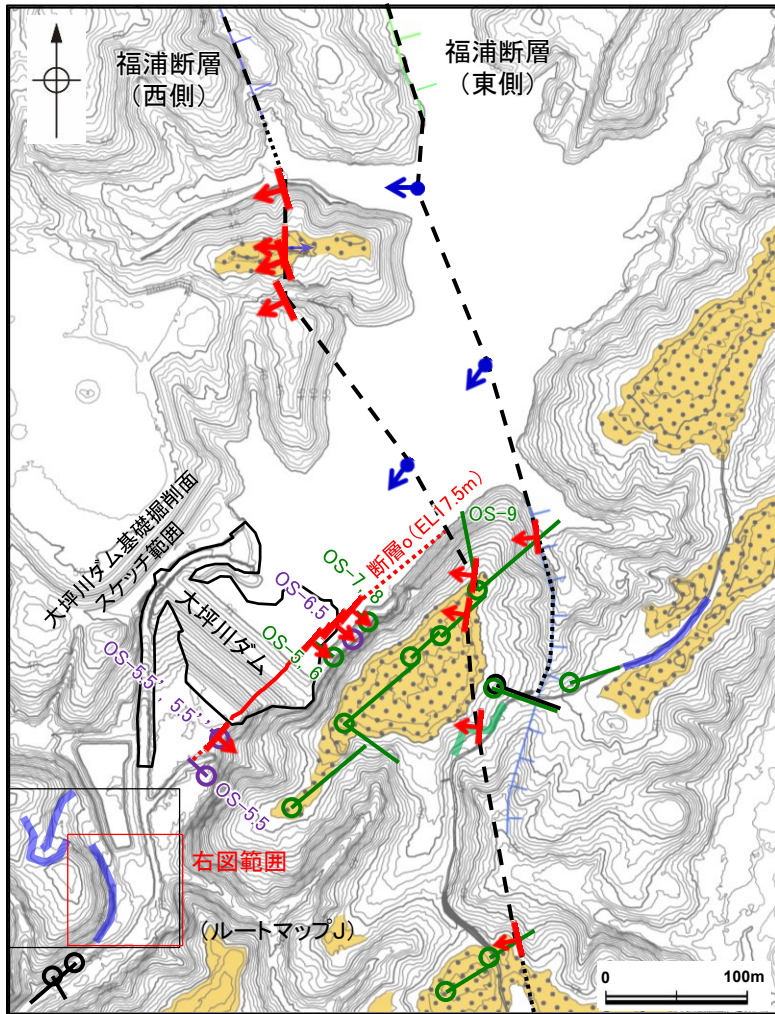 福浦断層
（西側）
福浦断層
（東側）
大坪川ダム基礎掘削面
スケッチ範囲
断層o（EL17.5m）
OS-9
OS-7, 8
OS-6.5
OS-5, 6
大坪川ダム
OS-5.5', 5.5''
OS-5.5
右図範囲
（ルートマップJ）
0 100m